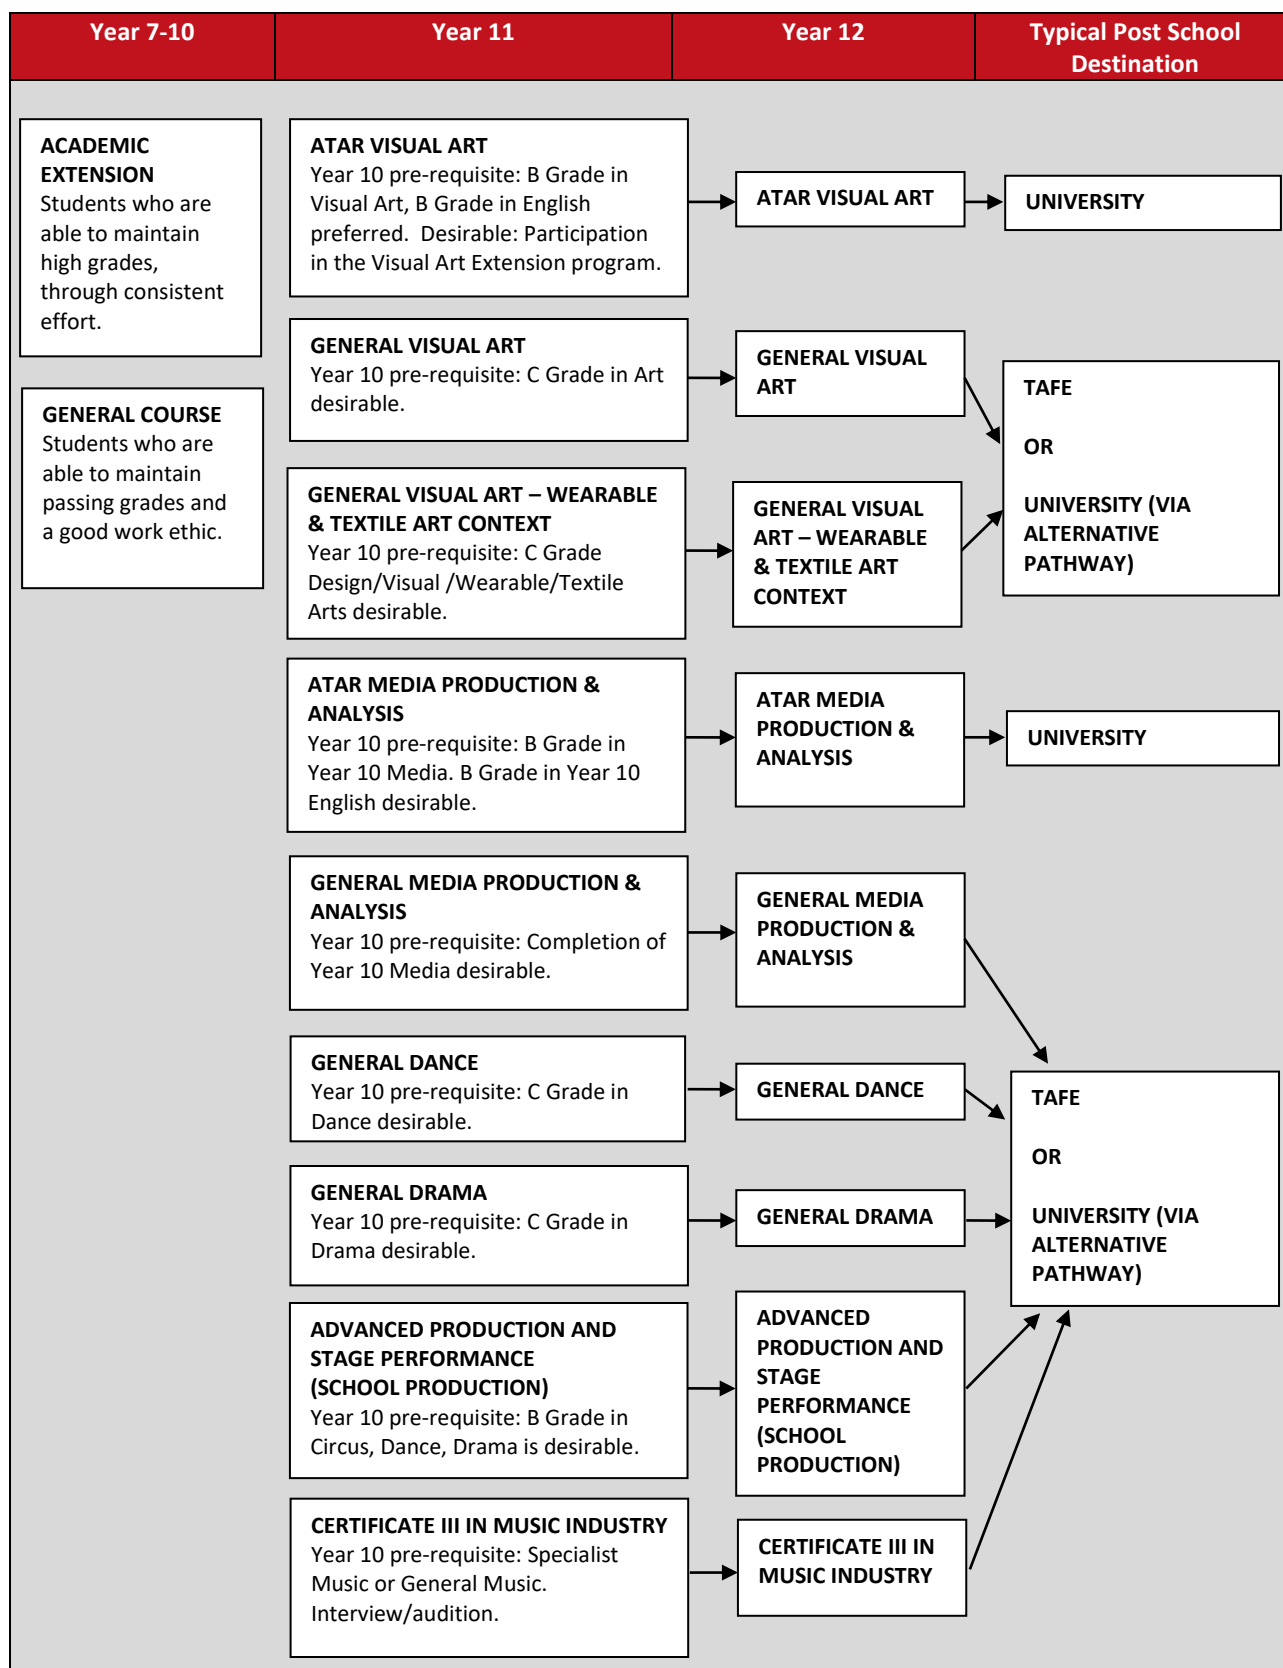 Year 7-10
Year 11
Year 12
Typical Post School
Destination
ACADEMIC
EXTENSION
Students who are
able to maintain
high grades,
through consistent
effort.
GENERAL COURSE
Students who are
able to maintain
passing grades and
a good work ethic.
ATAR VISUAL ART
Year 10 pre-requisite: B Grade in
Visual Art, B Grade in English
preferred.  Desirable: Participation
in the Visual Art Extension program.
ATAR VISUAL ART
UNIVERSITY
GENERAL VISUAL ART
Year 10 pre-requisite: C Grade in Art
desirable.
GENERAL VISUAL
ART
GENERAL VISUAL ART – WEARABLE
& TEXTILE ART CONTEXT
Year 10 pre-requisite: C Grade
Design/Visual /Wearable/Textile
Arts desirable.
GENERAL VISUAL
ART – WEARABLE
& TEXTILE ART
CONTEXT
TAFE
OR
UNIVERSITY (VIA
ALTERNATIVE
PATHWAY)
ATAR MEDIA PRODUCTION &
ANALYSIS
Year 10 pre-requisite: B Grade in
Year 10 Media. B Grade in Year 10
English desirable.
ATAR MEDIA
PRODUCTION &
ANALYSIS
UNIVERSITY
GENERAL MEDIA PRODUCTION &
ANALYSIS
Year 10 pre-requisite: Completion of
Year 10 Media desirable.
GENERAL MEDIA
PRODUCTION &
ANALYSIS
GENERAL DANCE
Year 10 pre-requisite: C Grade in
Dance desirable.
GENERAL DANCE
GENERAL DRAMA
Year 10 pre-requisite: C Grade in
Drama desirable.
GENERAL DRAMA
TAFE
OR
UNIVERSITY (VIA
ALTERNATIVE
PATHWAY)
ADVANCED PRODUCTION AND
STAGE PERFORMANCE
(SCHOOL PRODUCTION)
Year 10 pre-requisite: B Grade in
Circus, Dance, Drama is desirable.
ADVANCED
PRODUCTION AND
STAGE
PERFORMANCE
(SCHOOL
PRODUCTION)
CERTIFICATE III IN MUSIC INDUSTRY
Year 10 pre-requisite: Specialist
Music or General Music.
Interview/audition.
CERTIFICATE III IN
MUSIC INDUSTRY